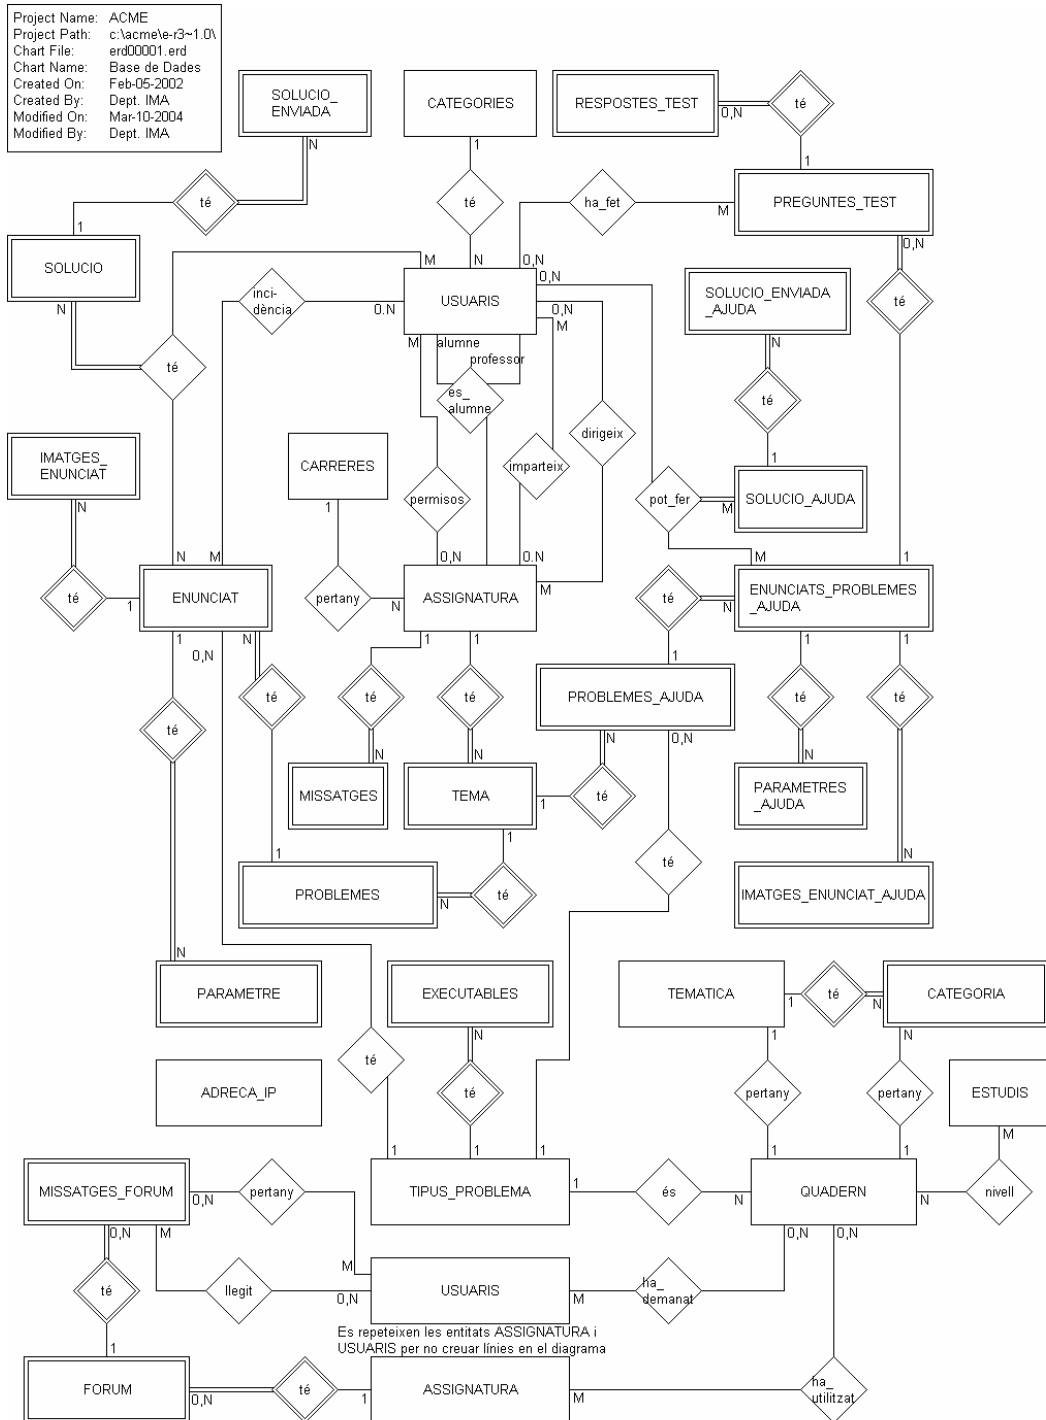 Project Name: ACME
Project Path: c:\acme\e-r3~1.0\
Chart File: erd00001.erd
Chart Name: Base de Dades
Created On: Feb-05-2002
Created By: Dept. IMA
Modified On: Mar-10-2004
Modified By: Dept. IMA
SOLUCIO_
ENVIADA
N
CATEGORIES
1
RESPOSTES_TEST
0,N
té
1
té
té
ha_fet
M
PREGUNTES_TEST
0,N
1
SOLUCIO
N
M
N
0,N
0,N
USUARIS
0.N
0,N
M
M
alumne
professor
inci-
dència
SOLUCIO_ENVIADA
_AJUDA
N
té
té
es_
alumne
té
dirigeix
IMATGES_
ENUNCIAT
N
CARRERES
1
permisos
imparteix
1
pot_fer
M
SOLUCIO_AJUDA
N
M
0,N
0.N
M
M
1
té
1
ENUNCIAT
pertany
N
ASSIGNATURA
té
N
ENUNCIATS_PROBLEMES
_AJUDA
1
0,N
N
1
1
1
1
1
té
té
té
té
PROBLEMES_AJUDA
té
té
N
0,N
N
N
N
MISSATGES
TEMA
1
té
PARAMETRES
_AJUDA
1
té
N
1
PROBLEMES
N
té
IMATGES_ENUNCIAT_AJUDA
N
PARAMETRE
EXECUTABLES
N
TEMATICA
1
té
N
CATEGORIA
1
N
té
ADRECA_IP
té
pertany
pertany
ESTUDIS
M
1
1
1
1
1
MISSATGES_FORUM
0,N
pertany
TIPUS_PROBLEMA
1
és
N
QUADERN
N
nivell
0,N
M
0,N
0,N
M
té
llegit
0,N
USUARIS
M
ha_
demanat
Es repeteixen les entitats ASSIGNATURA i
USUARIS per no creuar línies en el diagrama
1
FORUM
0,N
té
1
ASSIGNATURA
M
ha_
utilitzat